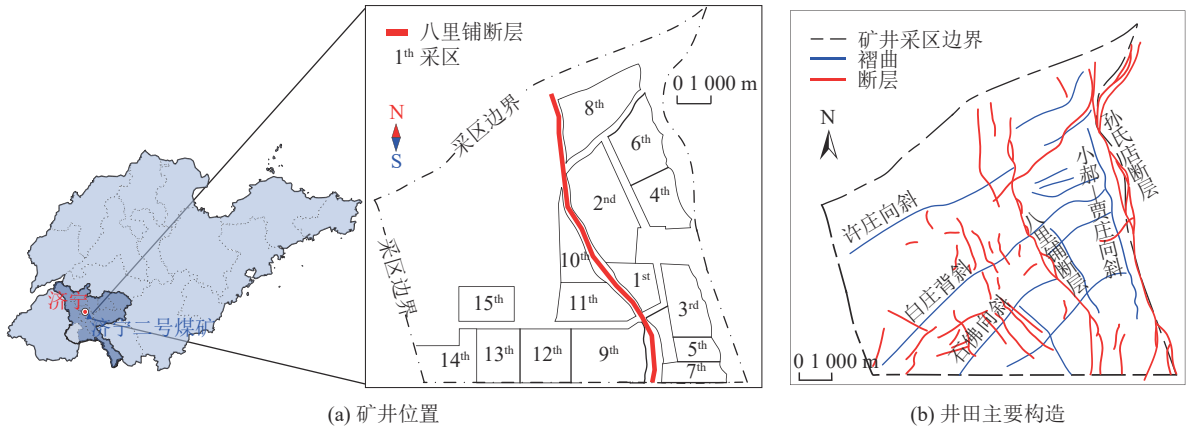 八里铺断层
1th 采区
0 1 000 m
N
S
采区边界
采区边界
8th
6th
4th
2nd
10th
1st
3rd
11th
15th
14th
13th
12th
9th
5th
7th
济宁
济宁二号煤矿
(a) 矿井位置
矿井采区边界
褶曲
断层
N
孙氏店断层
小郝—贾庄向斜
许庄向斜
八里铺断层
白庄背斜
石佛向斜
0 1 000 m
(b) 井田主要构造